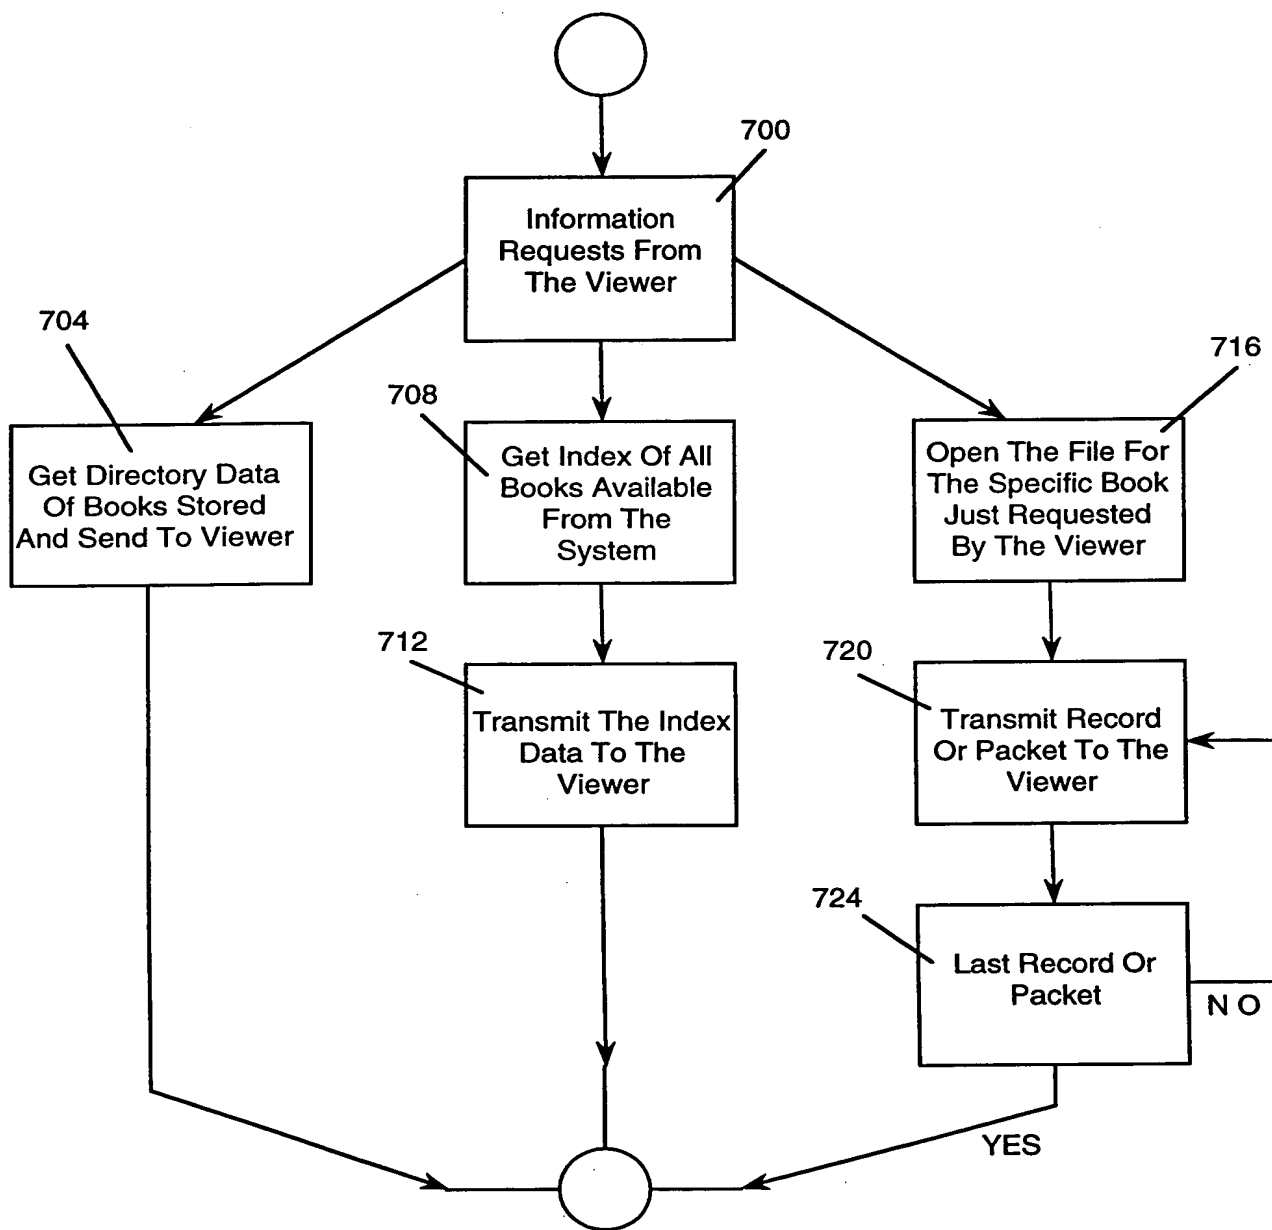 700
Information
Requests From
The Viewer
704
Get Directory Data
Of Books Stored
And Send To Viewer
708
Get Index Of All
Books Available
From The
System
716
Open The File For
The Specific Book
Just Requested
By The Viewer
712
Transmit The Index
Data To The
Viewer
720
Transmit Record
Or Packet To The
Viewer
724
Last Record Or
Packet
N O
YES